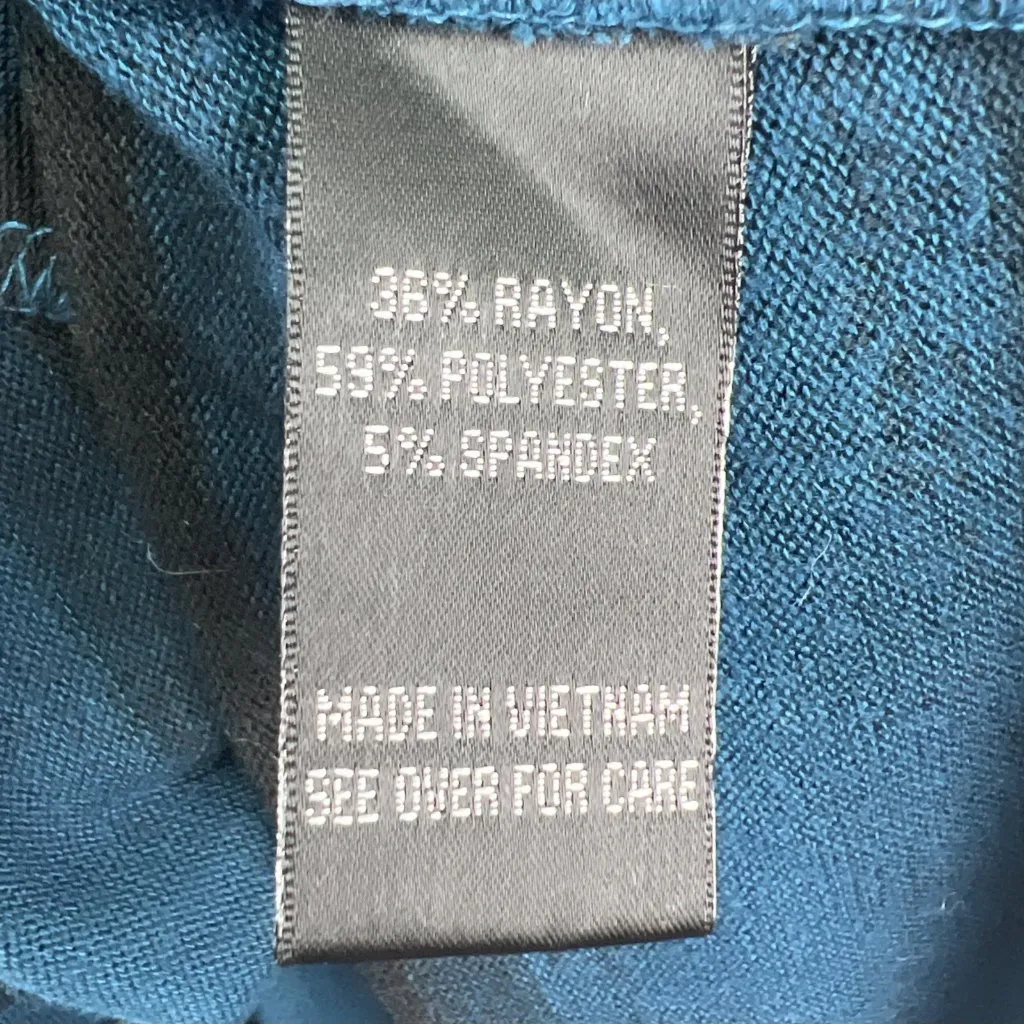 36% RAYON,
59% POLYESTER,
5% SPANDEX
MADE IN VIETNAM
SEE OVER FOR CARE